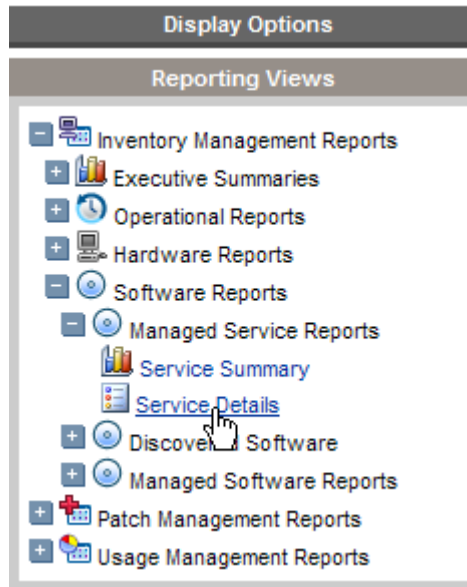 Display Options
Reporting Views
Inventory Management Reports
Executive Summaries
Operational Reports
Hardware Reports
Software Reports
Managed Service Reports
Service Summary
Service Details
Discovered Software
Managed Software Reports
Patch Management Reports
Usage Management Reports